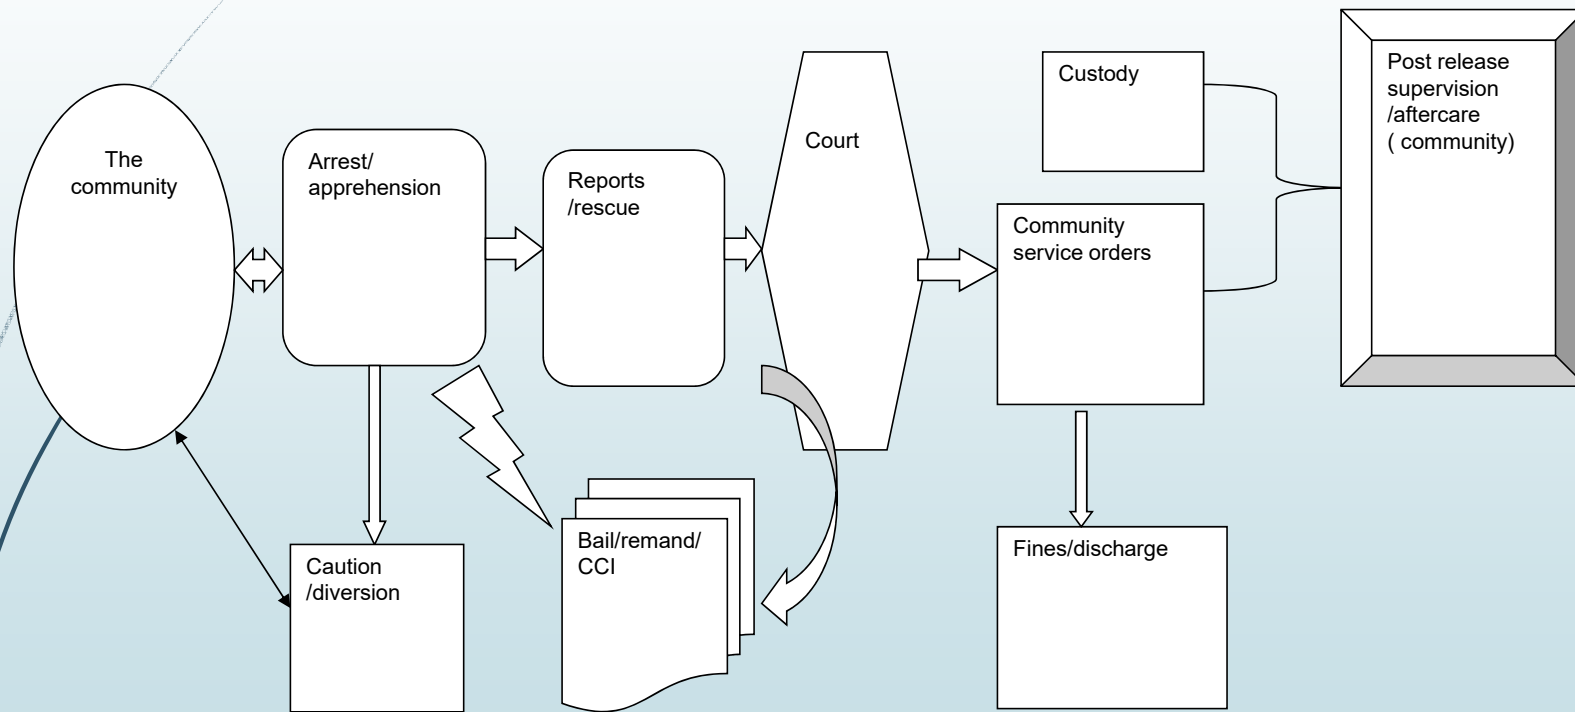 The
community
Arrest/
apprehension
Reports
/rescue
Court
Custody
Community
service orders
Post release
supervision
/aftercare
( community)
Caution
/diversion
Bail/remand/
CCI
Fines/discharge